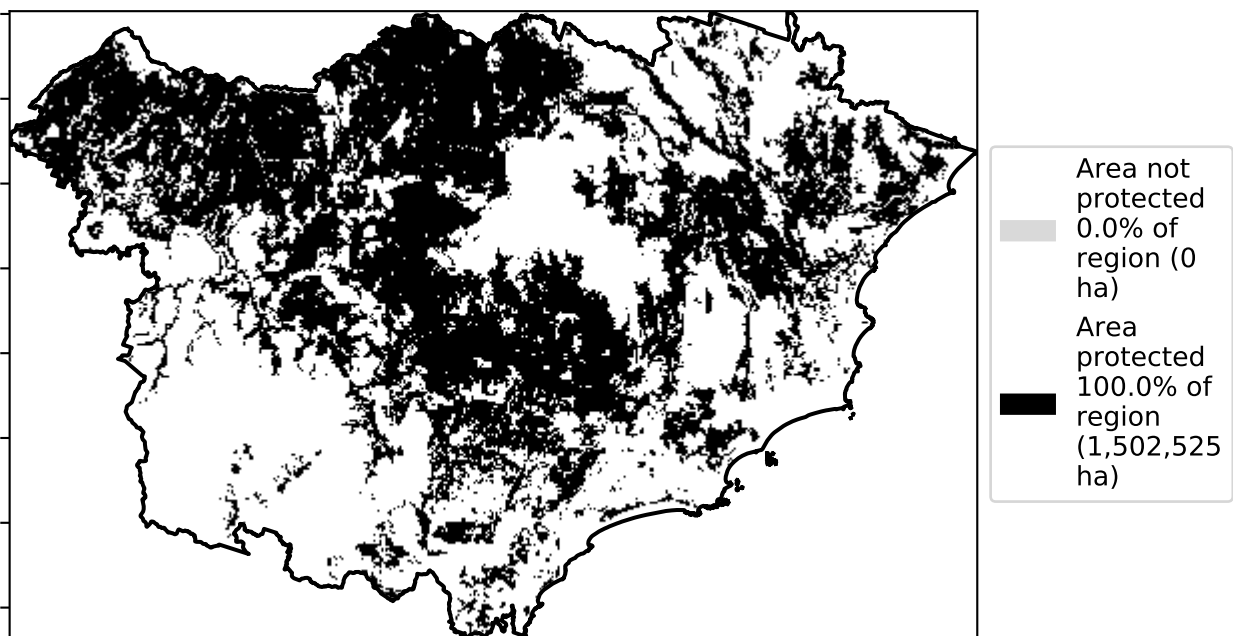 Area not
protected
0.0% of
region (0
ha)
Area
protected
100.0% of
region
(1,502,525
ha)